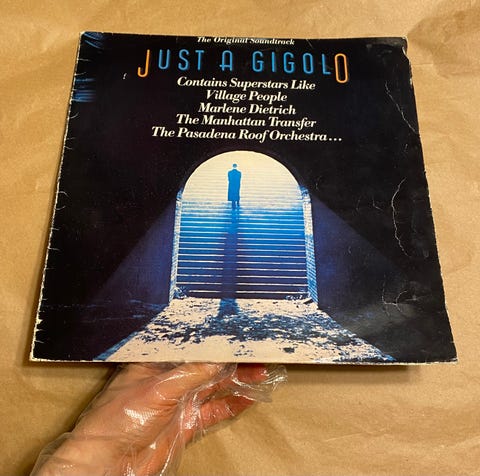 The Original Soundtrack
JUST A GIGOLO
Contains Superstars Like
Village People
Marlene Dietrich
The Manhattan Transfer
The Pasadena Roof Orchestra...